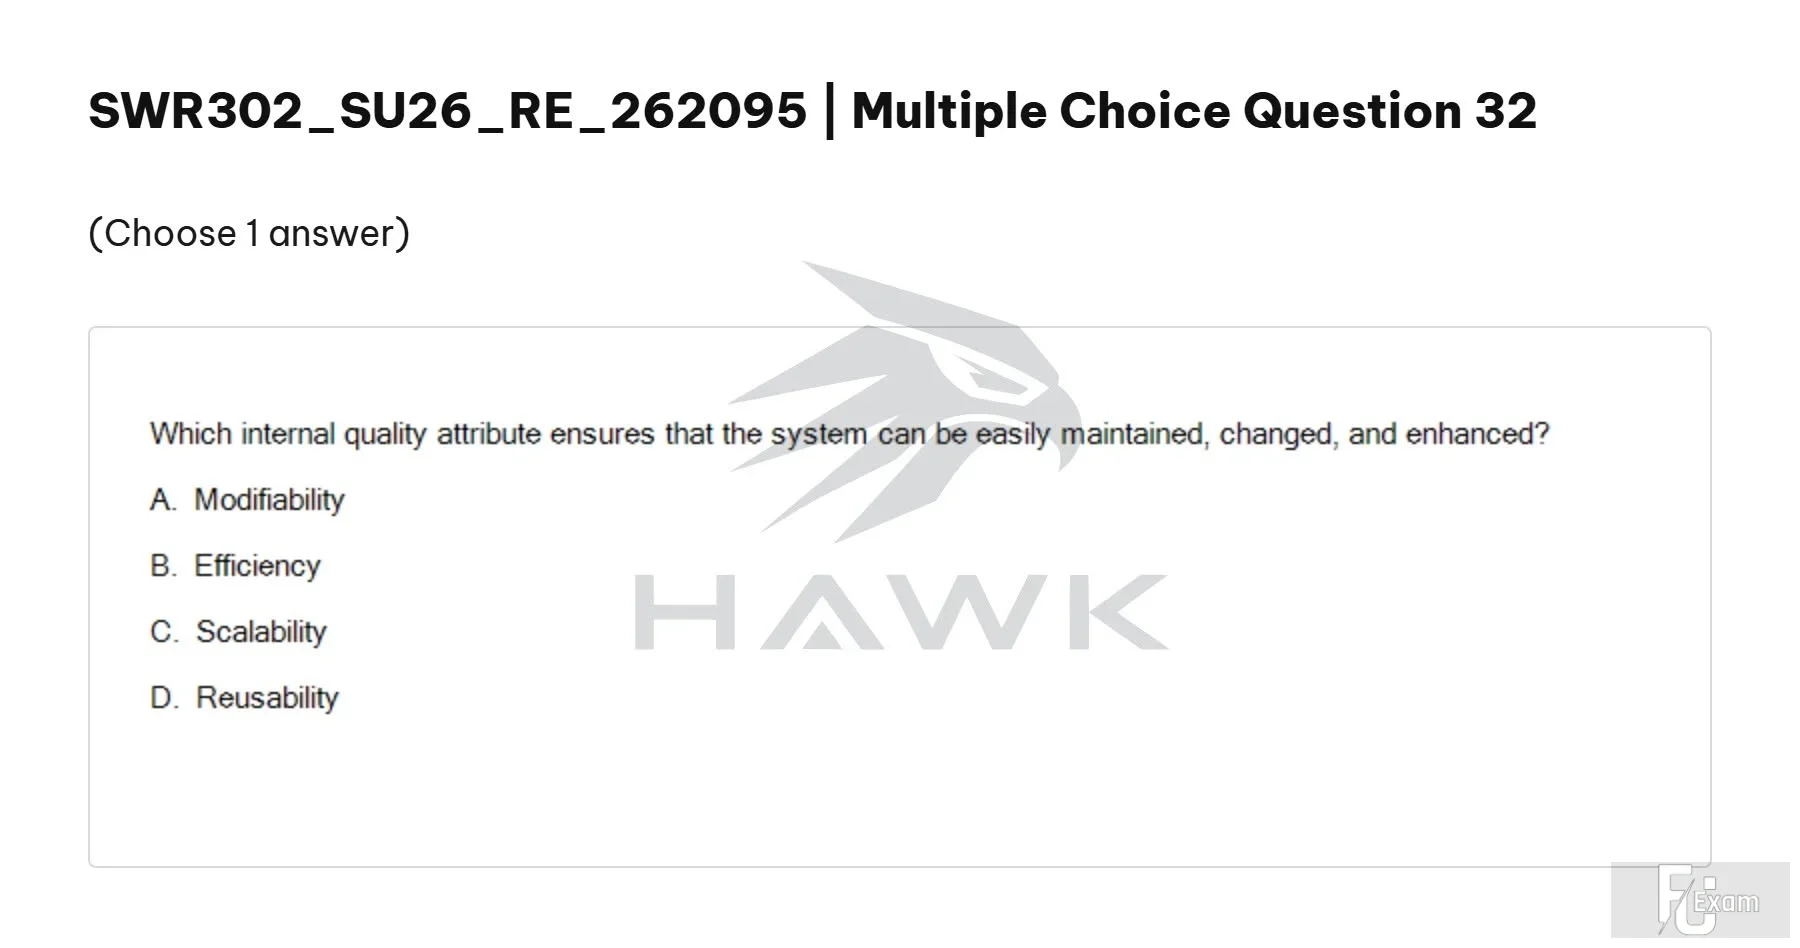 SWR302_SU26_RE_262095 | Multiple Choice Question 32
(Choose 1 answer)
Which internal quality attribute ensures that the system can be easily maintained, changed, and enhanced?
A. Modifiability
B. Efficiency
C. Scalability
D. Reusability
HAWK
FU Exam